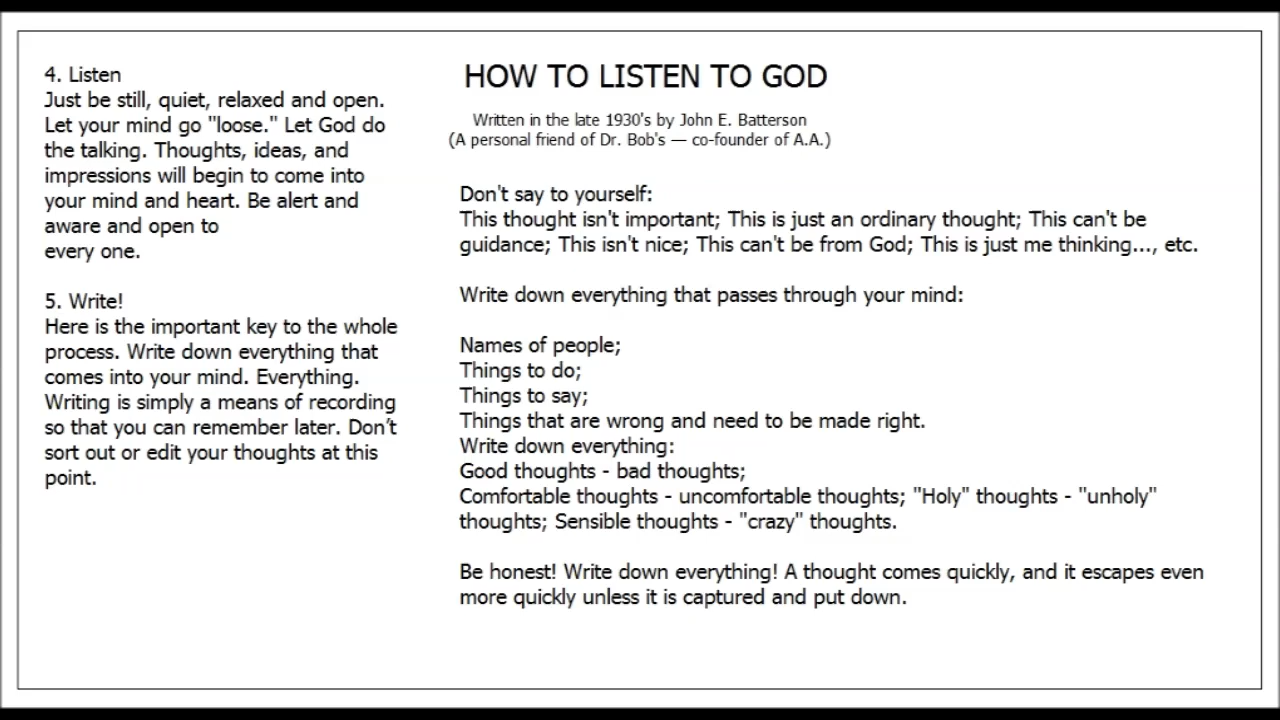 4. Listen
Just be still, quiet, relaxed and open.
Let your mind go "loose." Let God do
the talking. Thoughts, ideas, and
impressions will begin to come into
your mind and heart. Be alert and
aware and open to
every one.
5. Write!
Here is the important key to the whole
process. Write down everything that
comes into your mind. Everything.
Writing is simply a means of recording
so that you can remember later. Don't
sort out or edit your thoughts at this
point.
HOW TO LISTEN TO GOD
Written in the late 1930's by John E. Batterson
(A personal friend of Dr. Bob's — co-founder of A.A.)
Don't say to yourself:
This thought isn't important; This is just an ordinary thought; This can't be
guidance; This isn't nice; This can't be from God; This is just me thinking..., etc.
Write down everything that passes through your mind:
Names of people;
Things to do;
Things to say;
Things that are wrong and need to be made right.
Write down everything:
Good thoughts - bad thoughts;
Comfortable thoughts - uncomfortable thoughts; "Holy" thoughts - "unholy"
thoughts; Sensible thoughts - "crazy" thoughts.
Be honest! Write down everything! A thought comes quickly, and it escapes even
more quickly unless it is captured and put down.